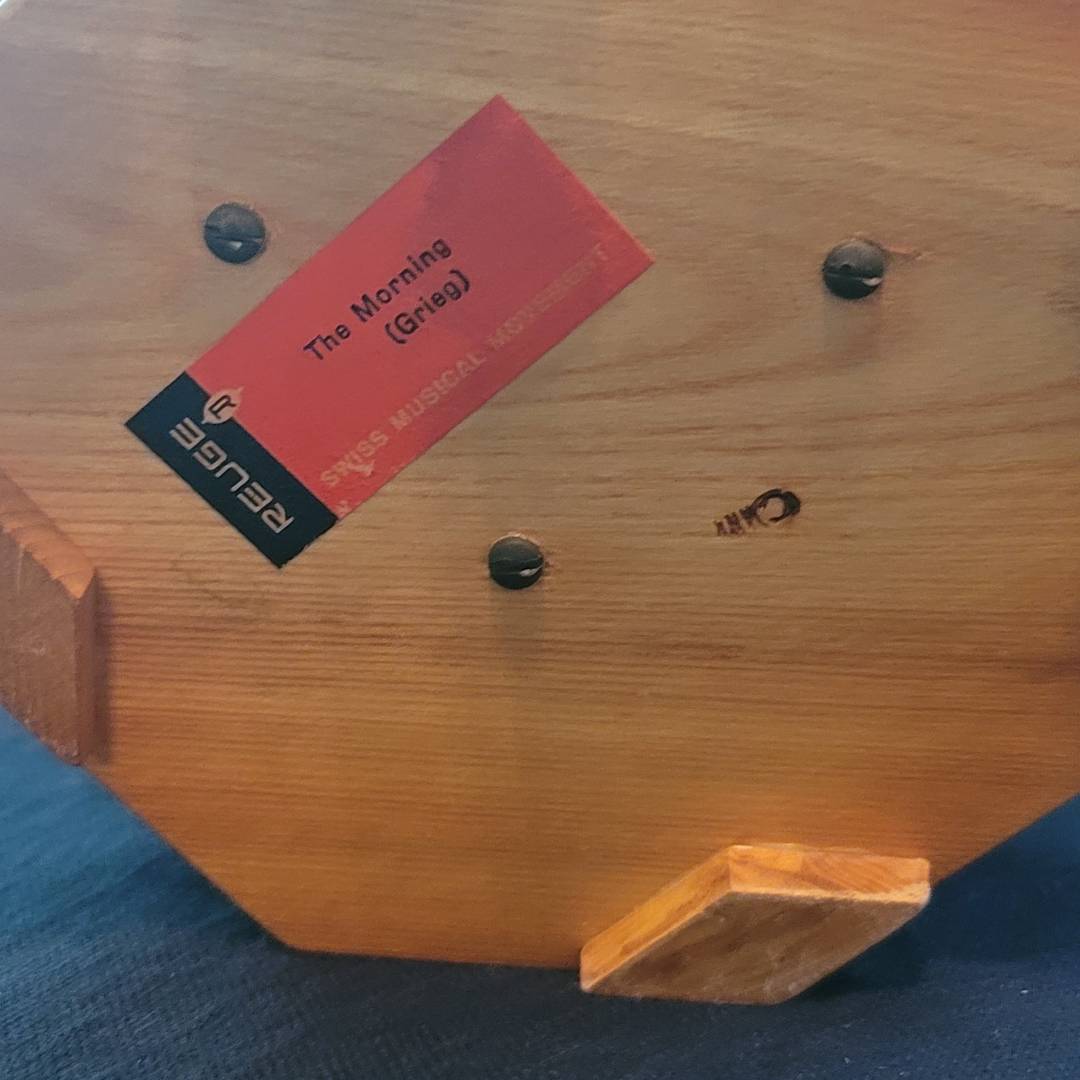 The Morning
(Grieg)
SWISS MUSICAL MOVEMENT
R
REUGE